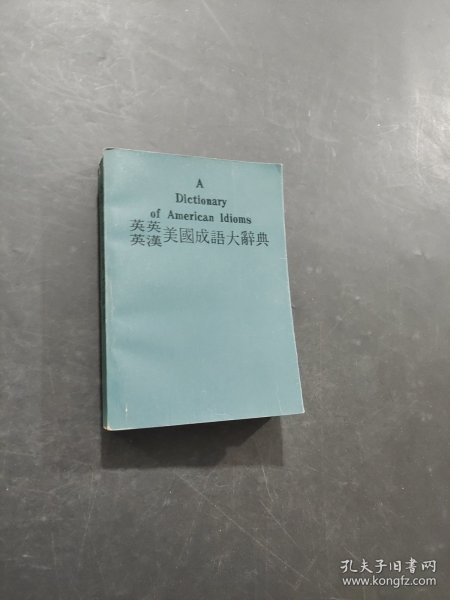 A
Dictionary
of American Idioms
英英
英漢
美國成語大辭典
孔夫子旧书网
www.kongfz.com